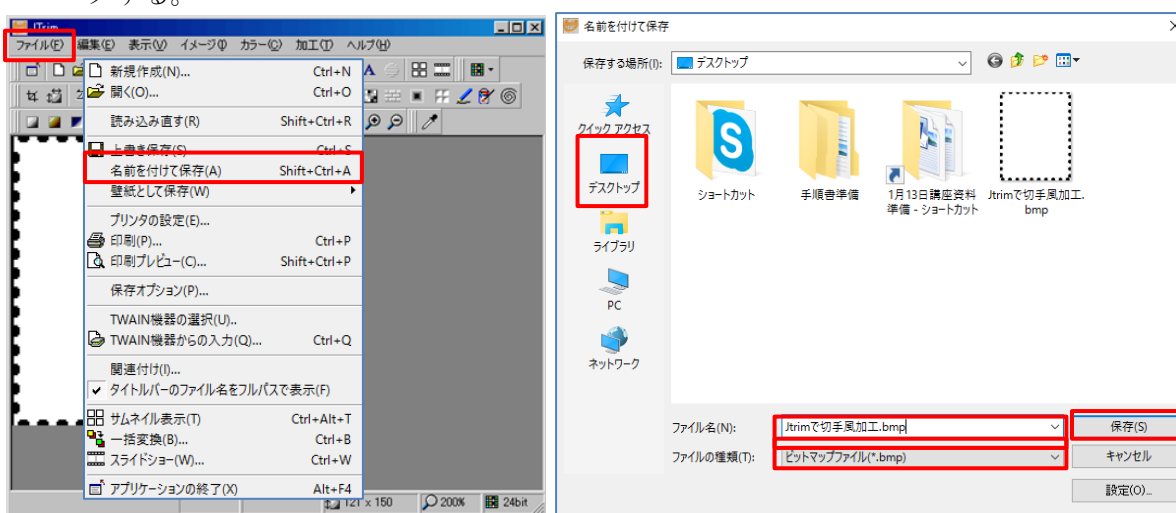 クする。
JTrim
ファイル(F) 編集(E) 表示(V) イメージ(I) カラー(C) 加工(T) ヘルプ(H)
新規作成(N)... Ctrl+N
開く(O)... Ctrl+O
読み込み直す(R) Shift+Ctrl+R
上書き保存(S) Ctrl+S
名前を付けて保存(A) Shift+Ctrl+A
壁紙として保存(W)
プリンタの設定(E)...
印刷(P)... Ctrl+P
印刷プレビュー(C)... Shift+Ctrl+P
保存オプション(P)...
TWAIN機器の選択(U)..
TWAIN機器からの入力(Q)... Ctrl+Q
関連付け(I)...
タイトルバーのファイル名をフルパスで表示(F)
サムネイル表示(T) Ctrl+Alt+T
一括変換(B)... Ctrl+B
スライドショー(W)... Ctrl+W
アプリケーションの終了(X) Alt+F4
121 x 150 200% 24bit
名前を付けて保存
保存する場所(I): デスクトップ
クイック アクセス
デスクトップ
ライブラリ
PC
ネットワーク
ショートカット
手順書準備
1月13日講座資料
準備 - ショートカット
Jtrimで切手風加工.
bmp
ファイル名(N): Jtrimで切手風加工.bmp 保存(S)
ファイルの種類(T): ビットマップファイル(*.bmp) キャンセル
設定(O)...